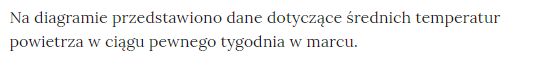 Na diagramie przedstawiono dane dotyczące średnich temperatur
powietrza w ciągu pewnego tygodnia w marcu.